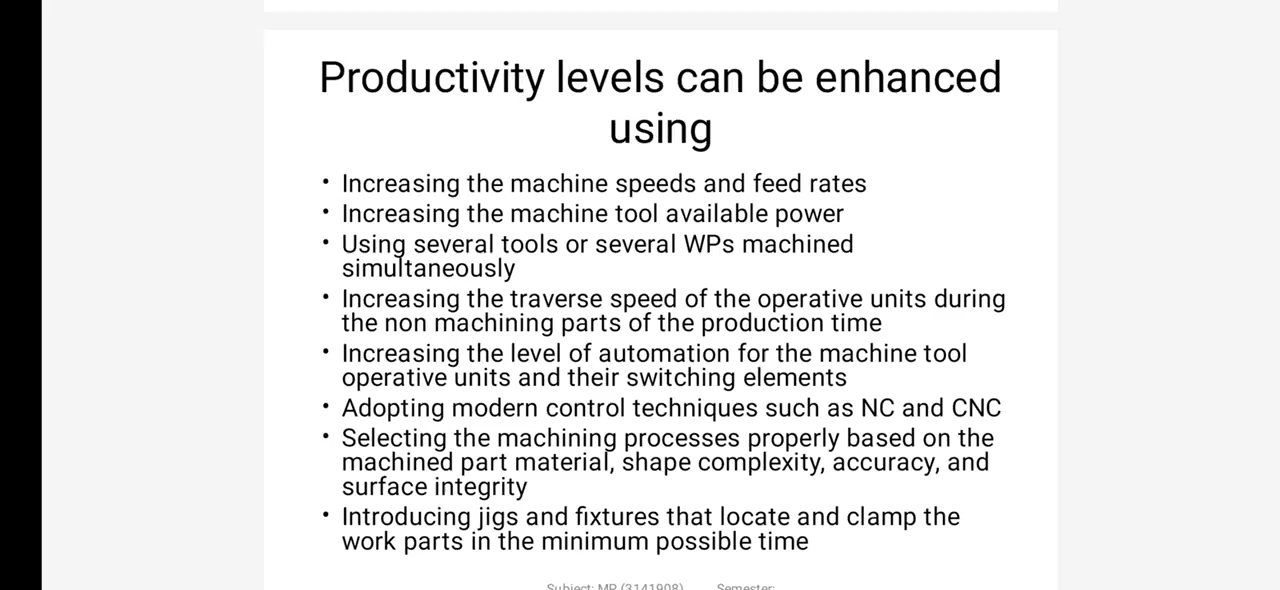 Productivity levels can be enhanced
using
• Increasing the machine speeds and feed rates
• Increasing the machine tool available power
• Using several tools or several WPs machined
simultaneously
• Increasing the traverse speed of the operative units during
the non machining parts of the production time
• Increasing the level of automation for the machine tool
operative units and their switching elements
• Adopting modern control techniques such as NC and CNC
• Selecting the machining processes properly based on the
machined part material, shape complexity, accuracy, and
surface integrity
• Introducing jigs and fixtures that locate and clamp the
work parts in the minimum possible time
Subject: MP (3141908) Semester: